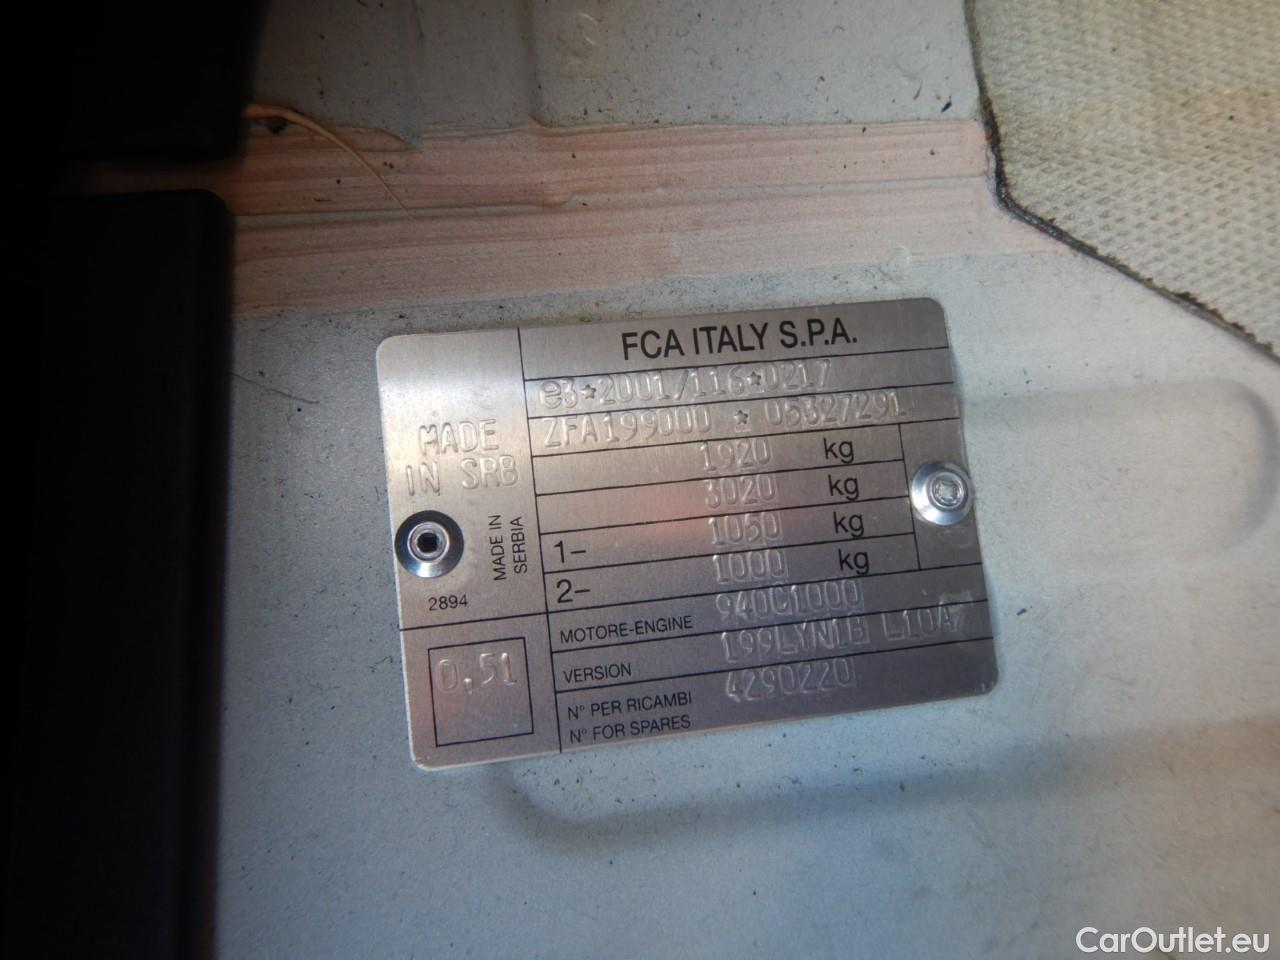 FCA ITALY S.P.A.
e3*2001/116*0217
ZFA199000 * 05327291
MADE
IN SRB
1920 kg
3020 kg
1- 1050 kg
2- 1000 kg
MADE IN
SERBIA
2894
MOTORE-ENGINE 940C1000
VERSION 199LYN1B L10A7
N° PER RICAMBI 4290220
N° FOR SPARES
0,51
CarOutlet.eu